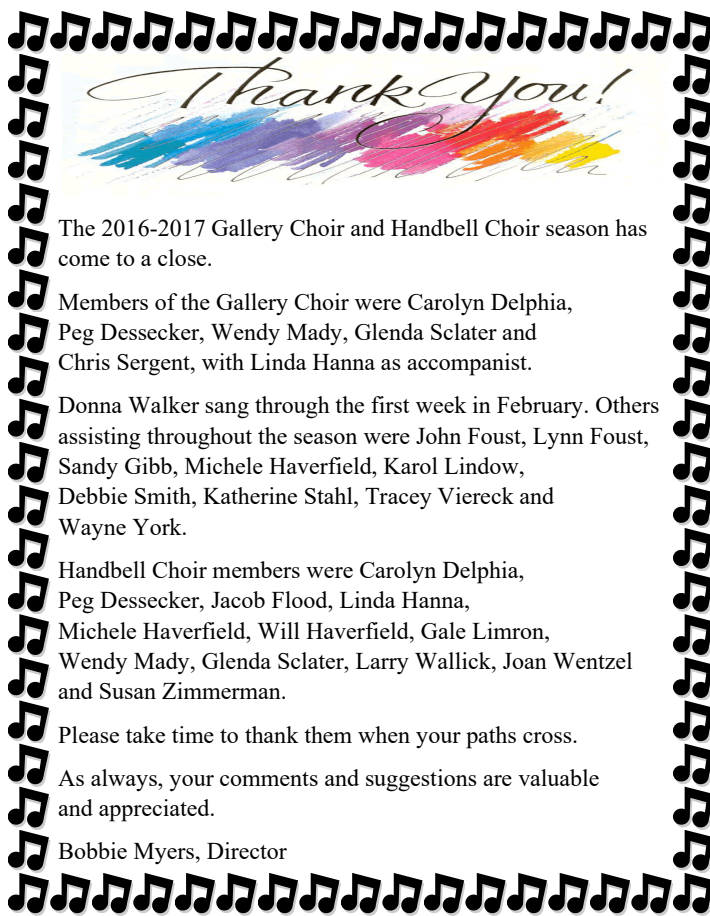 Thank You!
The 2016-2017 Gallery Choir and Handbell Choir season has
come to a close.
Members of the Gallery Choir were Carolyn Delphia,
Peg Dessecker, Wendy Mady, Glenda Sclater and
Chris Sergent, with Linda Hanna as accompanist.
Donna Walker sang through the first week in February. Others
assisting throughout the season were John Foust, Lynn Foust,
Sandy Gibb, Michele Haverfield, Karol Lindow,
Debbie Smith, Katherine Stahl, Tracey Viereck and
Wayne York.
Handbell Choir members were Carolyn Delphia,
Peg Dessecker, Jacob Flood, Linda Hanna,
Michele Haverfield, Will Haverfield, Gale Limron,
Wendy Mady, Glenda Sclater, Larry Wallick, Joan Wentzel
and Susan Zimmerman.
Please take time to thank them when your paths cross.
As always, your comments and suggestions are valuable
and appreciated.
Bobbie Myers, Director